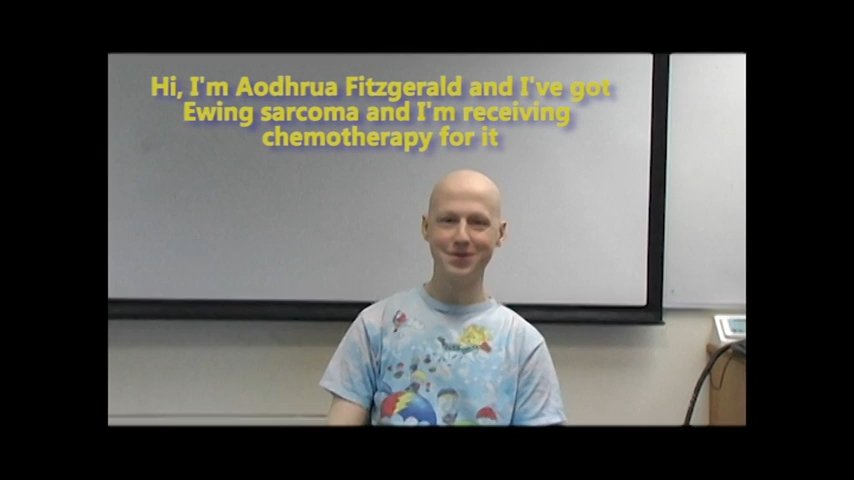 Hi, I'm Aodhrua Fitzgerald and I've got
Ewing sarcoma and I'm receiving
chemotherapy for it